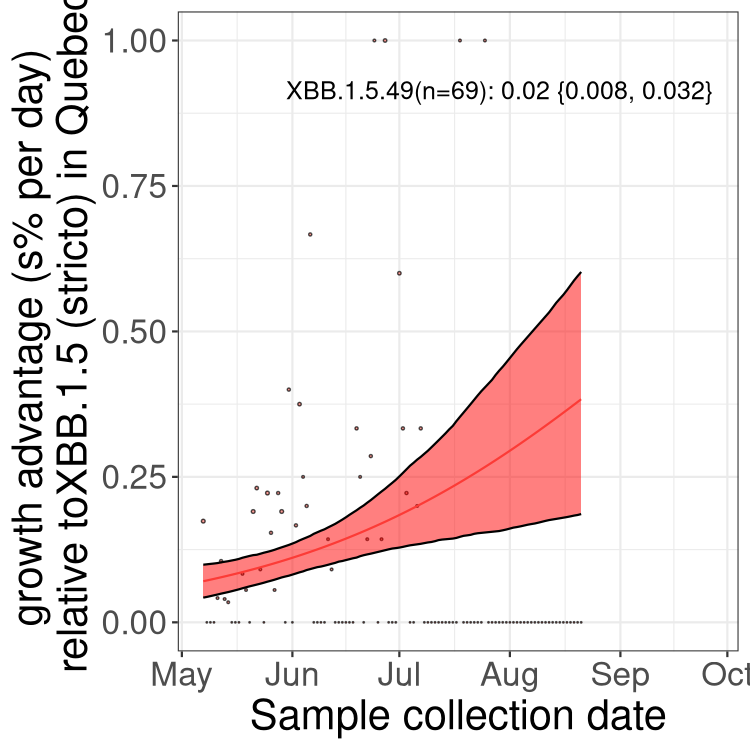 growth advantage (s% per day)
relative toXBB.1.5 (stricto) in Quebec
1.00
XBB.1.5.49(n=69): 0.02 {0.008, 0.032}
0.75
0.50
0.25
0.00
May Jun Jul Aug Sep Oct
Sample collection date